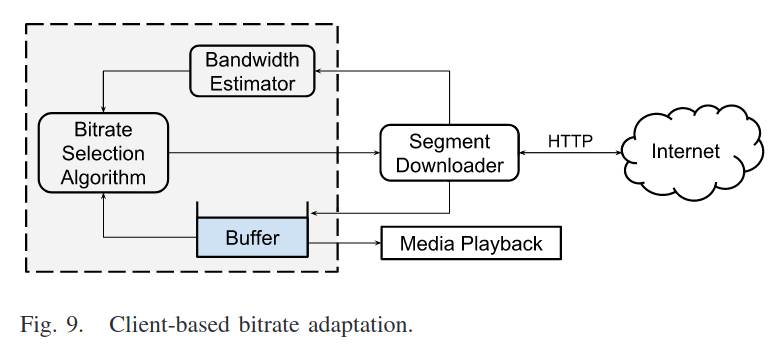 Bandwidth
Estimator
Bitrate
Selection
Algorithm
Segment
Downloader
HTTP
Internet
Buffer
Media Playback
Fig. 9. Client-based bitrate adaptation.